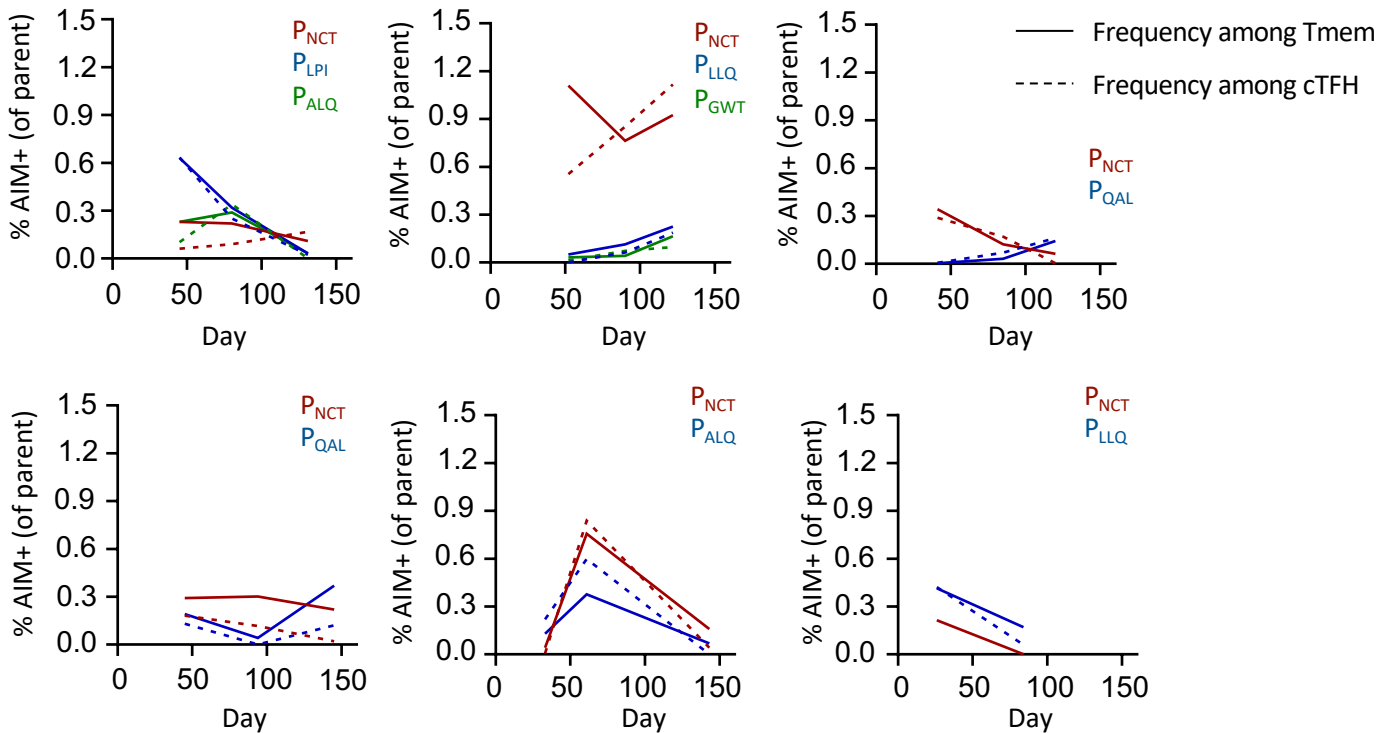 % AIM+ (of parent)
1.5
1.2
0.9
0.6
0.3
0.0
0 50 100 150
Day
PNCT
PLPI
PALQ
% AIM+ (of parent)
1.5
1.2
0.9
0.6
0.3
0.0
0 50 100 150
Day
PNCT
PLLQ
PGWT
% AIM+ (of parent)
1.5
1.2
0.9
0.6
0.3
0.0
0 50 100 150
Day
PNCT
PQAL
Frequency among Tmem
Frequency among cTFH
% AIM+ (of parent)
1.5
1.2
0.9
0.6
0.3
0.0
0 50 100 150
Day
PNCT
PQAL
% AIM+ (of parent)
1.5
1.2
0.9
0.6
0.3
0.0
0 50 100 150
Day
PNCT
PALQ
% AIM+ (of parent)
1.5
1.2
0.9
0.6
0.3
0.0
0 50 100 150
Day
PNCT
PLLQ